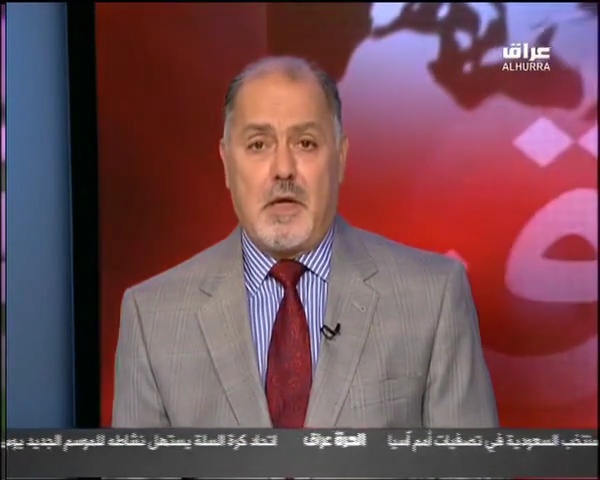 عراق
ALHURRA
منتخب السعودية في تصفيات أمم آسيا الحرة عراق اتحاد كرة السلة يستهل نشاطه للموسم الجديد